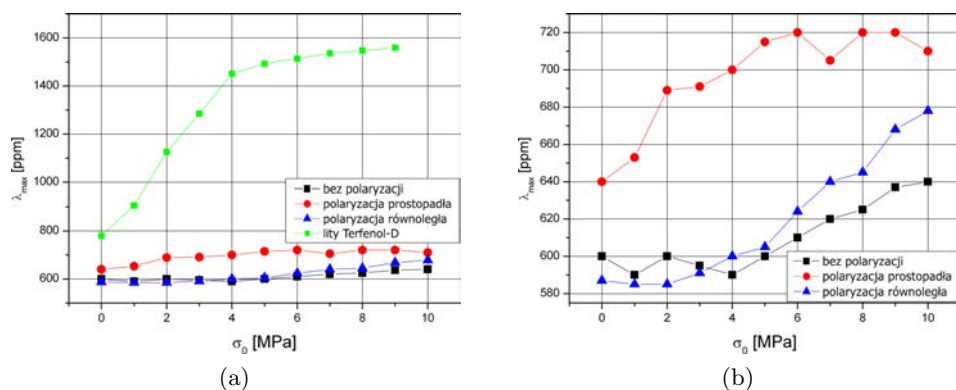 1600
1400
1200
1000
800
600
λmax [ppm]
bez polaryzacji
polaryzacja prostopadła
polaryzacja równoległa
lity Terfenol-D
0 2 4 6 8 10
σ0 [MPa]
(a)
720
700
680
660
640
620
600
580
λmax [ppm]
bez polaryzacji
polaryzacja prostopadła
polaryzacja równoległa
0 2 4 6 8 10
σ0 [MPa]
(b)